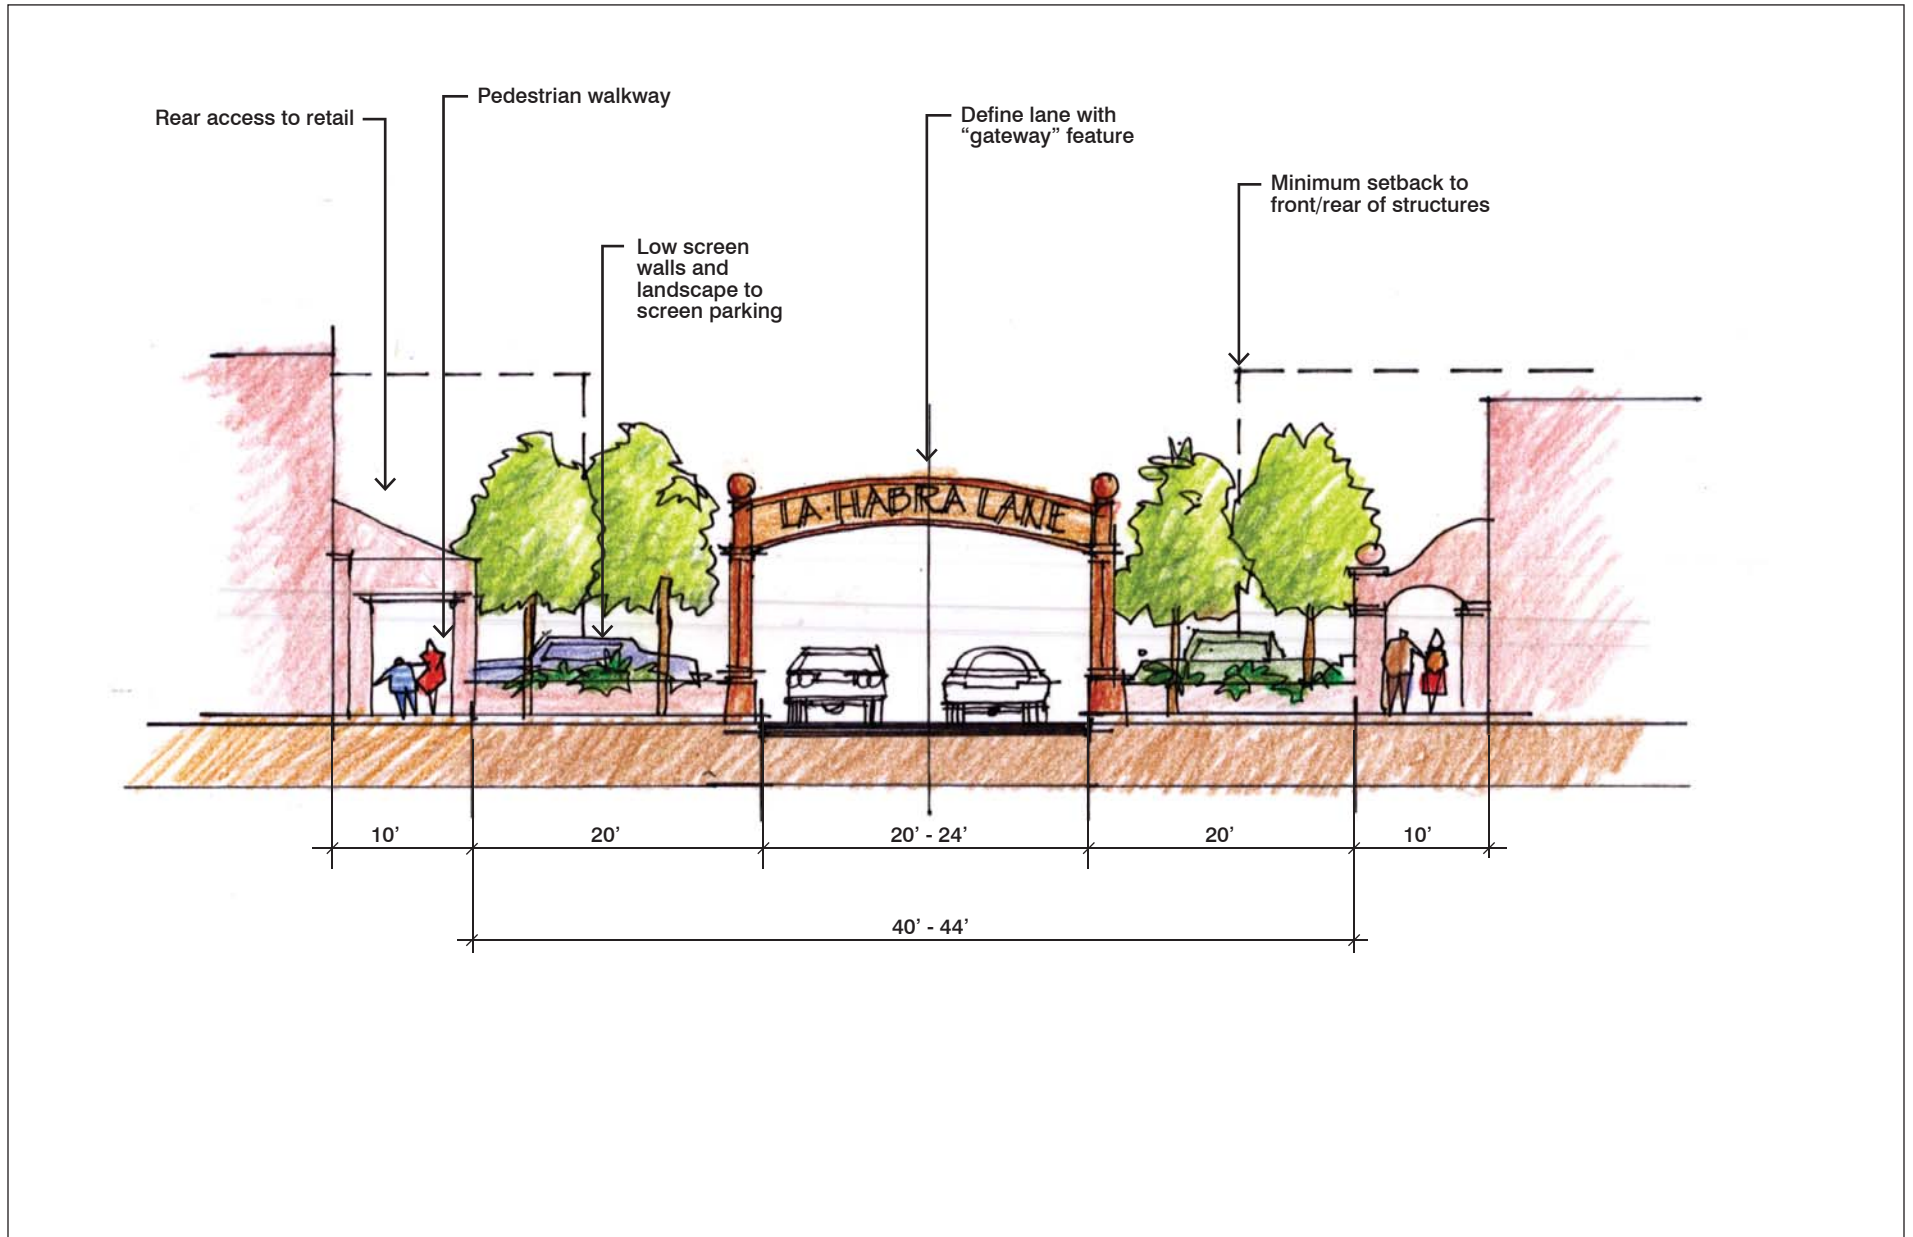 Pedestrian walkway
Rear access to retail
Define lane with
“gateway” feature
Minimum setback to
front/rear of structures
Low screen
walls and
landscape to
screen parking
LA·HABRA LANE
10’
20’
20’ - 24’
20’
10’
40’ - 44’